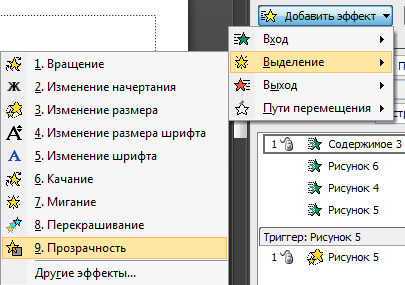 Добавить эффект
Вход
Выделение
Выход
Пути перемещения
1. Вращение
2. Изменение начертания
3. Изменение размера
4. Изменение размера шрифта
5. Изменение шрифта
6. Качание
7. Мигание
8. Перекрашивание
9. Прозрачность
Другие эффекты...
1 Содержимое 3
Рисунок 6
Рисунок 4
Рисунок 5
Триггер: Рисунок 5
1 Рисунок 5